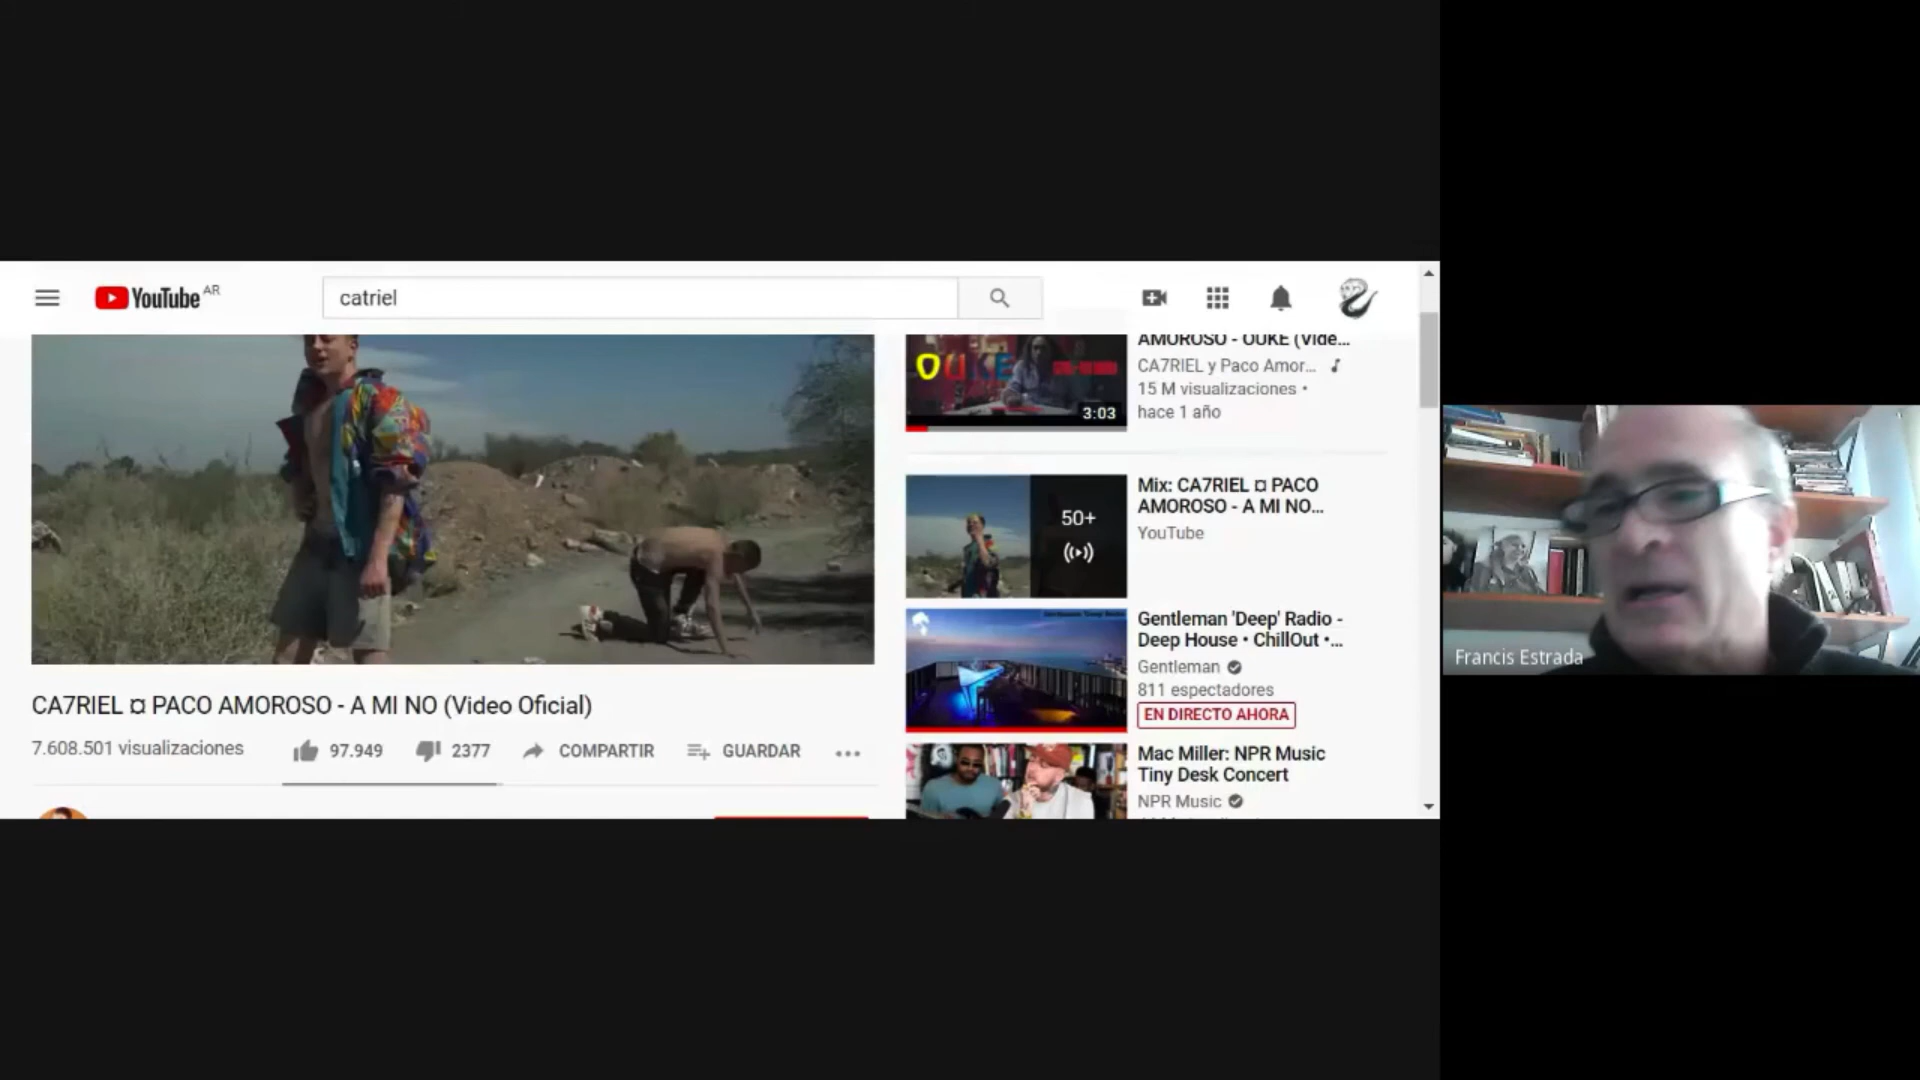 YouTube AR
catriel
CA7RIEL ¤ PACO AMOROSO - A MI NO (Video Oficial)
7.608.501 visualizaciones
97.949
2377
COMPARTIR
GUARDAR
OUKE
3:03
AMOROSO - OUKE (Vide...
CA7RIEL y Paco Amor...
15 M visualizaciones •
hace 1 año
50+
Mix: CA7RIEL ¤ PACO
AMOROSO - A MI NO...
YouTube
Gentleman 'Deep' Radio -
Deep House • ChillOut •...
Gentleman
811 espectadores
EN DIRECTO AHORA
Mac Miller: NPR Music
Tiny Desk Concert
NPR Music
Francis Estrada